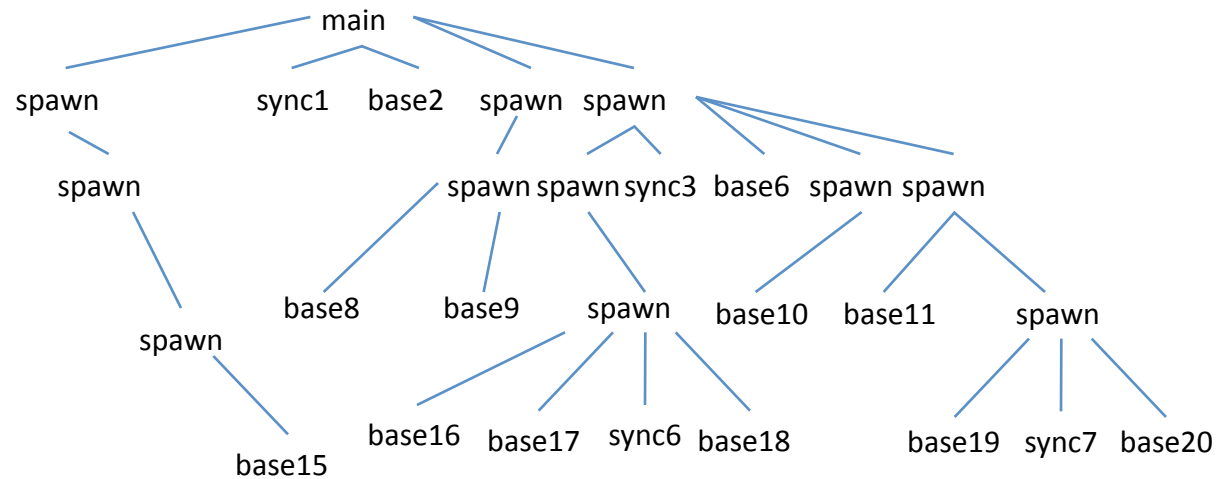 main
spawn sync1 base2 spawn spawn
spawn spawn spawn sync3 base6 spawn spawn
base8 base9 spawn base10 base11 spawn
spawn
base16 base17 sync6 base18 base19 sync7 base20
base15